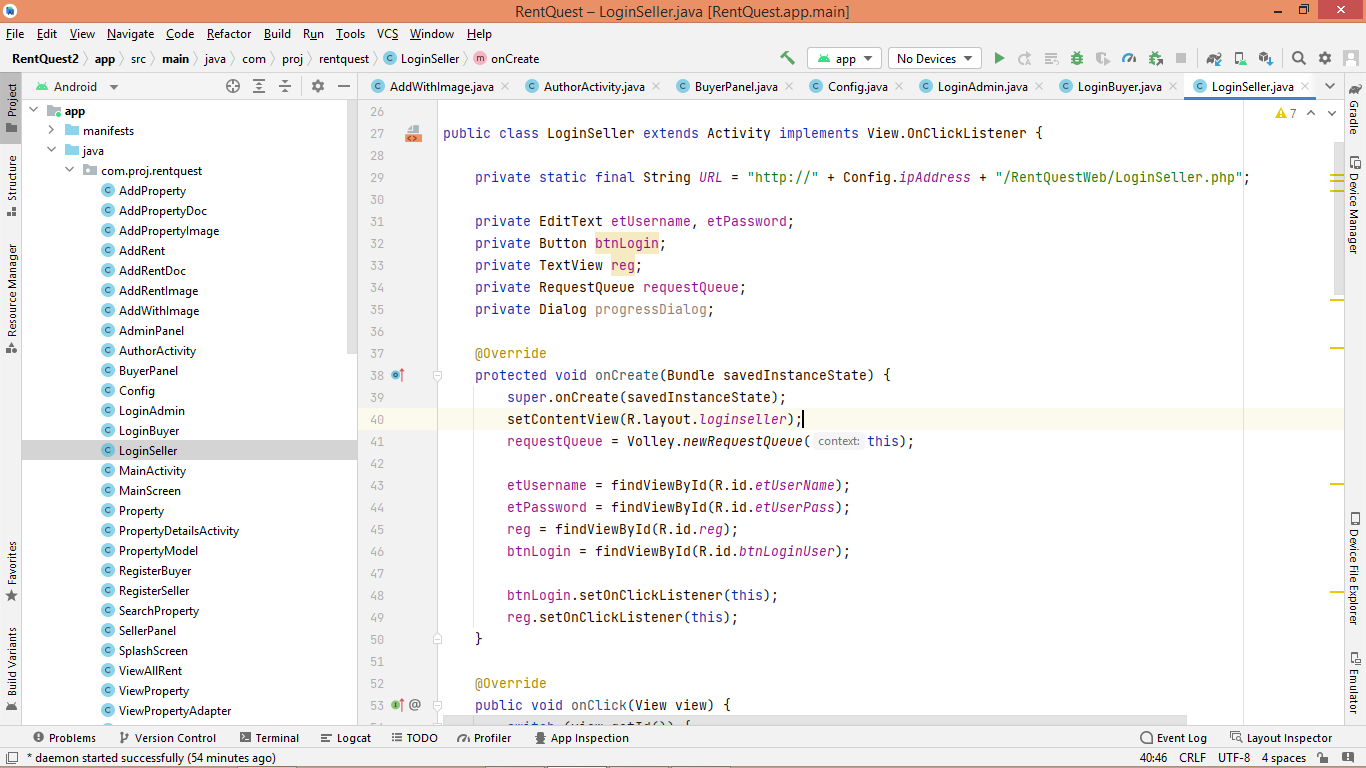 RentQuest – LoginSeller.java [RentQuest.app.main]
File Edit View Navigate Code Refactor Build Run Tools VCS Window Help
RentQuest2 app src main java com proj rentquest LoginSeller onCreate
app
No Devices
Android
AddWithImage.java AuthorActivity.java BuyerPanel.java Config.java LoginAdmin.java LoginBuyer.java LoginSeller.java
Project
Structure
Resource Manager
Favorites
Build Variants
app
manifests
java
com.proj.rentquest
AddProperty
AddPropertyDoc
AddPropertyImage
AddRent
AddRentDoc
AddRentImage
AddWithImage
AdminPanel
AuthorActivity
BuyerPanel
Config
LoginAdmin
LoginBuyer
LoginSeller
MainActivity
MainScreen
Property
PropertyDetailsActivity
PropertyModel
RegisterBuyer
RegisterSeller
SearchProperty
SellerPanel
SplashScreen
ViewAllRent
ViewProperty
ViewPropertyAdapter
7
26
27 public class LoginSeller extends Activity implements View.OnClickListener {
28
29 private static final String URL = "http://" + Config.ipAddress + "/RentQuestWeb/LoginSeller.php";
30
31 private EditText etUsername, etPassword;
32 private Button btnLogin;
33 private TextView reg;
34 private RequestQueue requestQueue;
35 private Dialog progressDialog;
36
37 @Override
38 protected void onCreate(Bundle savedInstanceState) {
39 super.onCreate(savedInstanceState);
40 setContentView(R.layout.loginseller);
41 requestQueue = Volley.newRequestQueue( context: this);
42
43 etUsername = findViewById(R.id.etUserName);
44 etPassword = findViewById(R.id.etUserPass);
45 reg = findViewById(R.id.reg);
46 btnLogin = findViewById(R.id.btnLoginUser);
47
48 btnLogin.setOnClickListener(this);
49 reg.setOnClickListener(this);
50 }
51
52 @Override
53 @ public void onClick(View view) {
switch (view.getId()) {
Gradle
Device Manager
Device File Explorer
Emulator
Problems Version Control Terminal Logcat TODO Profiler App Inspection Event Log Layout Inspector
* daemon started successfully (54 minutes ago) 40:46 CRLF UTF-8 4 spaces